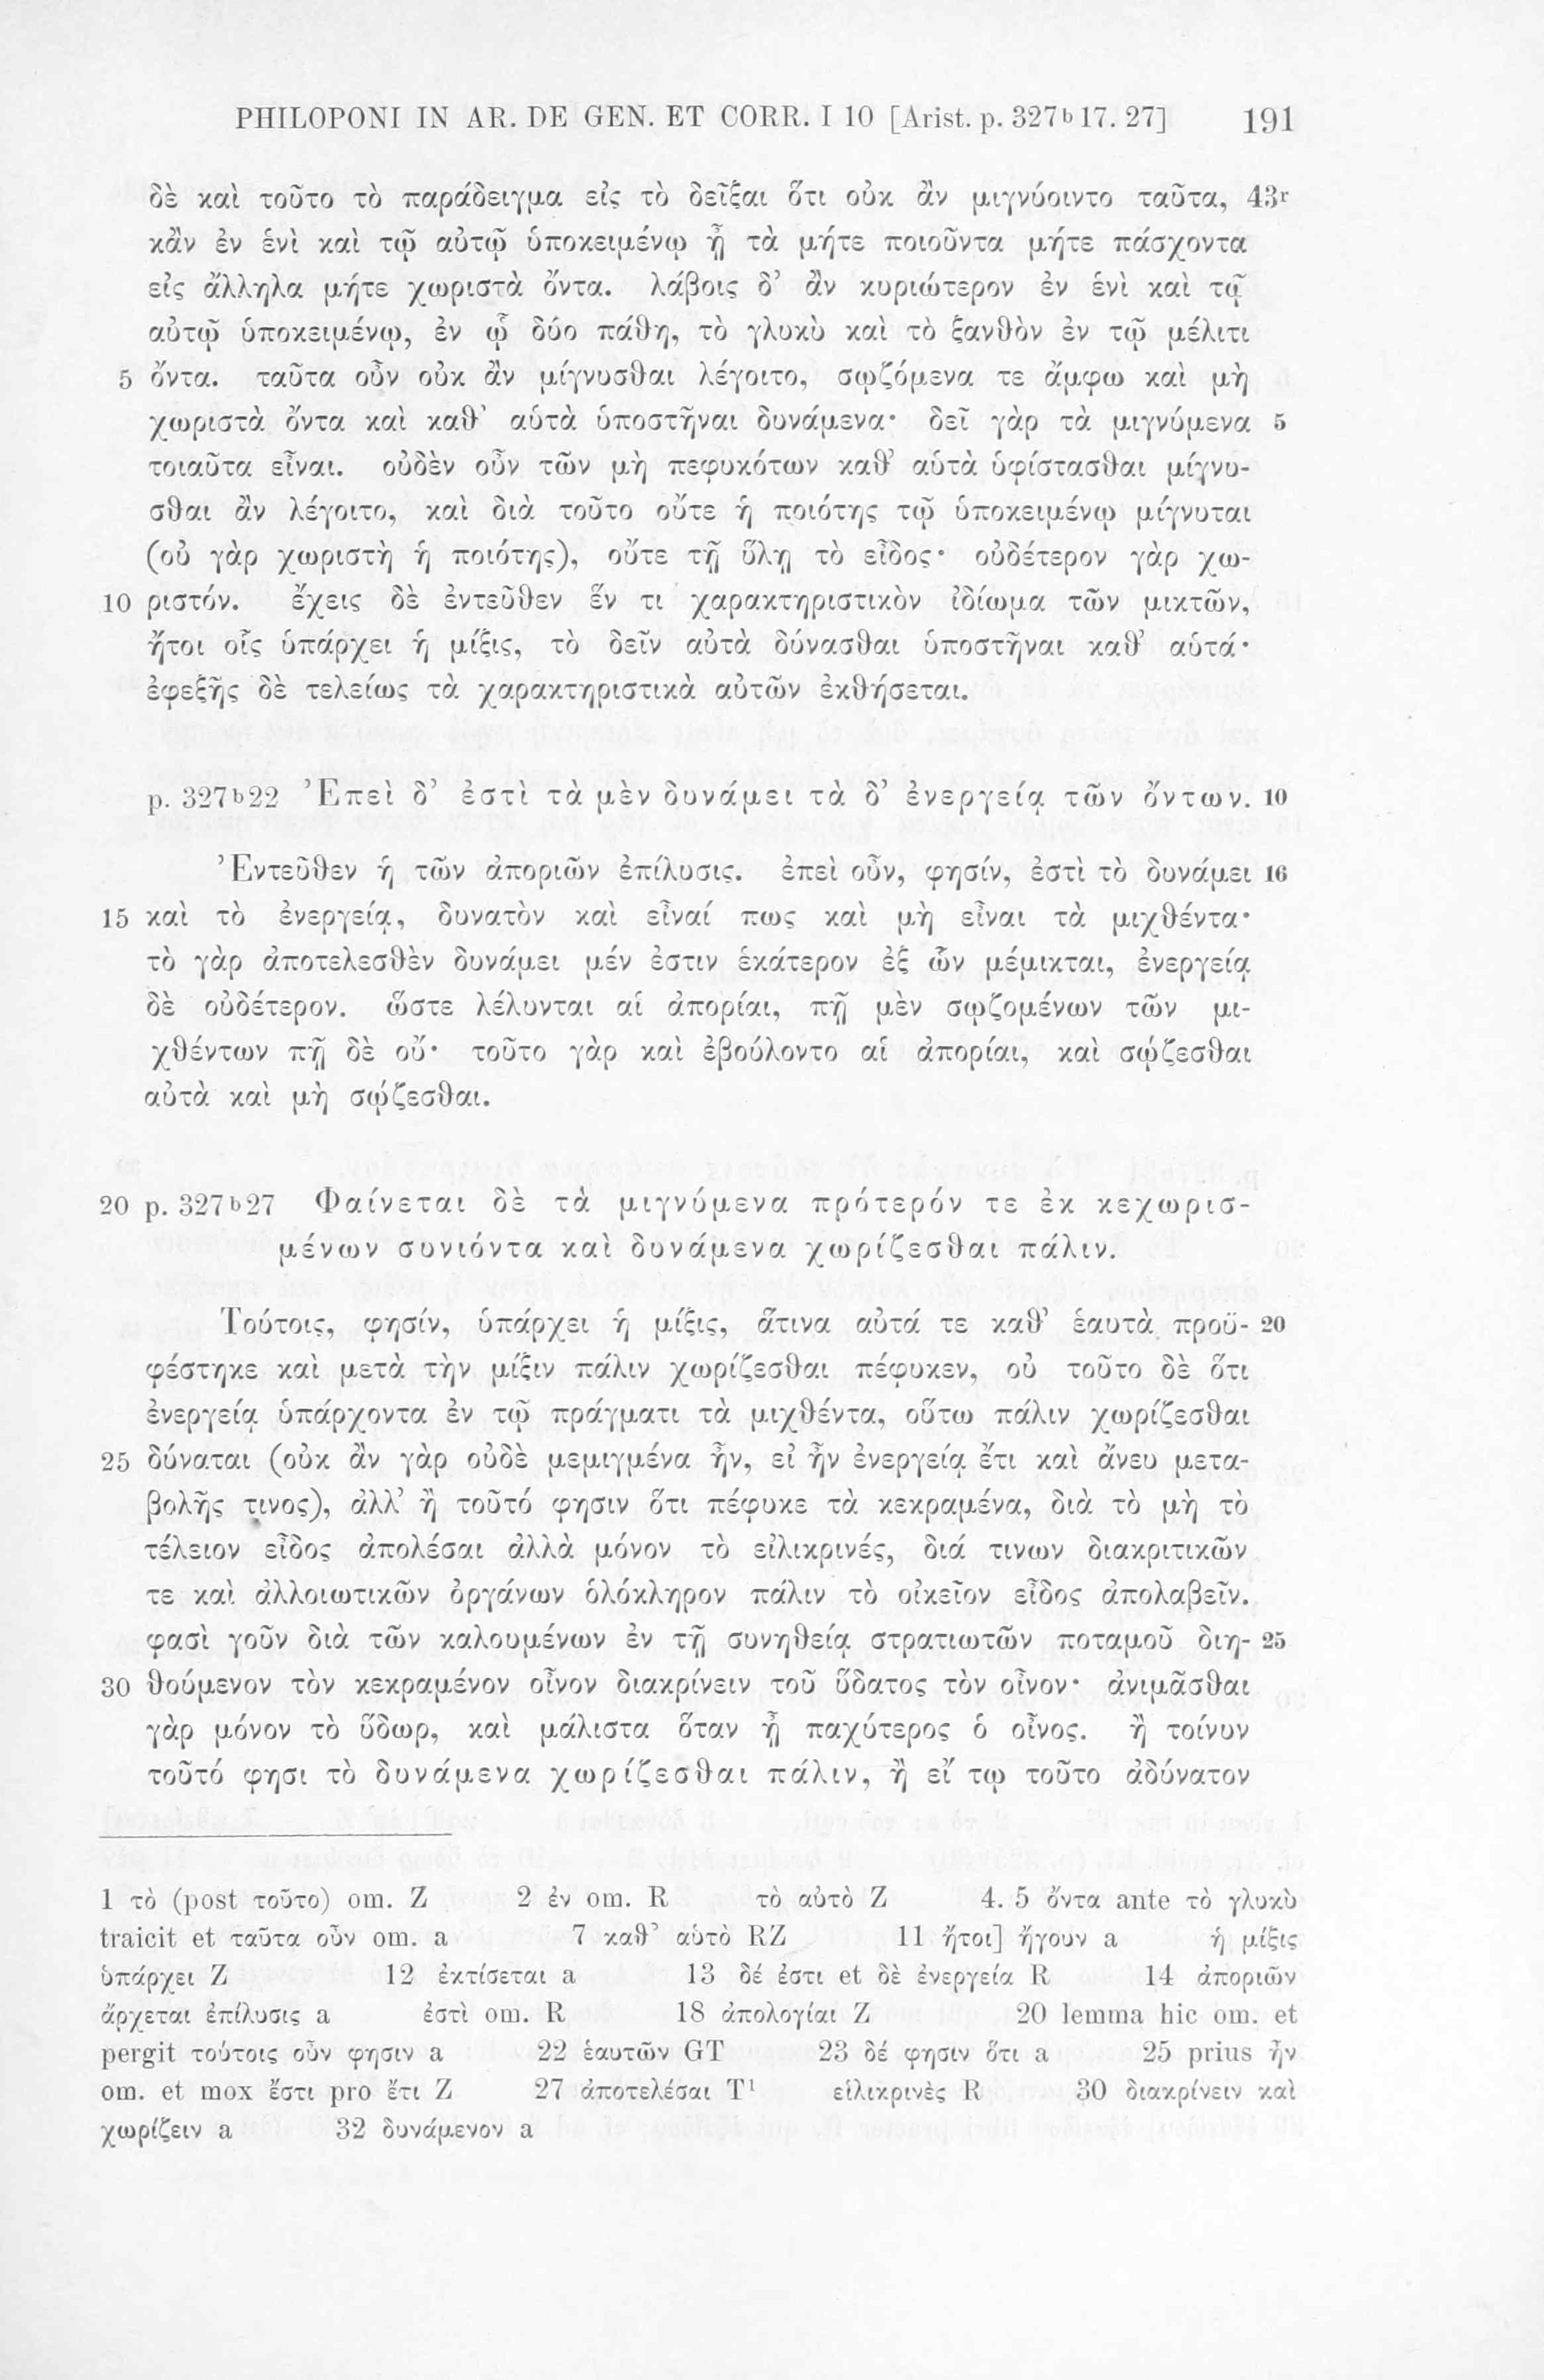 PHILOPONI IN AR. DE GEN. ET CORR. I 10 [Arist. p. 327b 17. 27] 191
δὲ καὶ τοῦτο τὸ παράδειγμα εἰς τὸ δεῖξαι ὅτι οὐκ ἂν μιγνύοιντο ταῦτα, 43r
κἂν ἐν ἑνὶ καὶ τῷ αὐτῷ ὑποκειμένῳ ᾖ τὰ μήτε ποιοῦντα μήτε πάσχοντα
εἰς ἄλληλα μήτε χωριστὰ ὄντα. λάβοις δ’ ἂν κυριώτερον ἐν ἑνὶ καὶ τῷ
αὐτῷ ὑποκειμένῳ, ἐν ᾧ δύο πάθη, τὸ γλυκὺ καὶ τὸ ξανθὸν ἐν τῷ μέλιτι
5 ὄντα. ταῦτα οὖν οὐκ ἂν μίγνυσθαι λέγοιτο, σῳζόμενα τε ἄμφω καὶ μὴ
χωριστὰ ὄντα καὶ καθ’ αὑτὰ ὑποστῆναι δυνάμενα· δεῖ γὰρ τὰ μιγνύμενα 5
τοιαῦτα εἶναι. οὐδὲν οὖν τῶν μὴ πεφυκότων καθ’ αὑτὰ ὑφίστασθαι μίγνυ-
σθαι ἂν λέγοιτο, καὶ διὰ τοῦτο οὔτε ἡ ποιότης τῷ ὑποκειμένῳ μίγνυται
(οὐ γὰρ χωριστὴ ἡ ποιότης), οὔτε τῇ ὕλῃ τὸ εἶδος· οὐδέτερον γὰρ χω-
10 ριστόν. ἔχεις δὲ ἐντεῦθεν ἕν τι χαρακτηριστικὸν ἰδίωμα τῶν μικτῶν,
ἤτοι οἷς ὑπάρχει ἡ μίξις, τὸ δεῖν αὐτὰ δύνασθαι ὑποστῆναι καθ’ αὑτά·
ἐφεξῆς δὲ τελείως τὰ χαρακτηριστικὰ αὐτῶν ἐκθήσεται.
p. 327b22 Ἐπεὶ δ’ ἐστὶ τὰ μὲν δυνάμει τὰ δ’ ἐνεργείᾳ τῶν ὄντων. 10
Ἐντεῦθεν ἡ τῶν ἀποριῶν ἐπίλυσις. ἐπεὶ οὖν, φησίν, ἐστὶ τὸ δυνάμει 16
15 καὶ τὸ ἐνεργείᾳ, δυνατὸν καὶ εἶναί πως καὶ μὴ εἶναι τὰ μιχθέντα·
τὸ γὰρ ἀποτελεσθὲν δυνάμει μέν ἐστιν ἑκάτερον ἐξ ὧν μέμικται, ἐνεργείᾳ
δὲ οὐδέτερον. ὥστε λέλυνται αἱ ἀπορίαι, πῇ μὲν σῳζομένων τῶν μι-
χθέντων πῇ δὲ οὔ· τοῦτο γὰρ καὶ ἐβούλοντο αἱ ἀπορίαι, καὶ σῴζεσθαι
αὐτὰ καὶ μὴ σῴζεσθαι.
20 p. 327b27 Φαίνεται δὲ τὰ μιγνύμενα πρότερόν τε ἐκ κεχωρισ-
μένων συνιόντα καὶ δυνάμενα χωρίζεσθαι πάλιν.
Τούτοις, φησίν, ὑπάρχει ἡ μίξις, ἅτινα αὐτά τε καθ’ ἑαυτὰ προϋ- 20
φέστηκε καὶ μετὰ τὴν μίξιν πάλιν χωρίζεσθαι πέφυκεν, οὐ τοῦτο δὲ ὅτι
ἐνεργείᾳ ὑπάρχοντα ἐν τῷ πράγματι τὰ μιχθέντα, οὕτω πάλιν χωρίζεσθαι
25 δύναται (οὐκ ἂν γὰρ οὐδὲ μεμιγμένα ἦν, εἰ ἦν ἐνεργείᾳ ἔτι καὶ ἄνευ μετα-
βολῆς τινος), ἀλλ’ ἢ τοῦτό φησιν ὅτι πέφυκε τὰ κεκραμένα, διὰ τὸ μὴ τὸ
τέλειον εἶδος ἀπολέσαι ἀλλὰ μόνον τὸ εἰλικρινές, διά τινων διακριτικῶν
τε καὶ ἀλλοιωτικῶν ὀργάνων ὁλόκληρον πάλιν τὸ οἰκεῖον εἶδος ἀπολαβεῖν.
φασὶ γοῦν διὰ τῶν καλουμένων ἐν τῇ συνηθείᾳ στρατιωτῶν ποταμοῦ διη- 25
30 θούμενον τὸν κεκραμένον οἶνον διακρίνειν τοῦ ὕδατος τὸν οἶνον· ἀνιμᾶσθαι
γὰρ μόνον τὸ ὕδωρ, καὶ μάλιστα ὅταν ᾖ παχύτερος ὁ οἶνος. ἢ τοίνυν
τοῦτό φησι τὸ δυνάμενα χωρίζεσθαι πάλιν, ἢ εἴ τῳ τοῦτο ἀδύνατον
1 τὸ (post τοῦτο) om. Z 2 ἐν om. R τὸ αὐτὸ Z 4. 5 ὄντα ante τὸ γλυκὺ
traicit et ταῦτα οὖν om. a 7 καθ’ αὑτὸ RZ 11 ἤτοι] ἤγουν a ἡ μίξις
ὑπάρχει Z 12 ἐκτίσεται a 13 δέ ἐστι et δὲ ἐνεργεία R 14 ἀποριῶν
ἄρχεται ἐπίλυσις a ἐστὶ om. R 18 ἀπολογίαι Z 20 lemma hic om. et
pergit τούτοις οὖν φησιν a 22 ἑαυτῶν GT 23 δέ φησιν ὅτι a 25 prius ἦν
om. et mox ἔστι pro ἔτι Z 27 ἀποτελέσαι T1 εἱλικρινὲς R 30 διακρίνειν καὶ
χωρίζειν a 32 δυνάμενον a